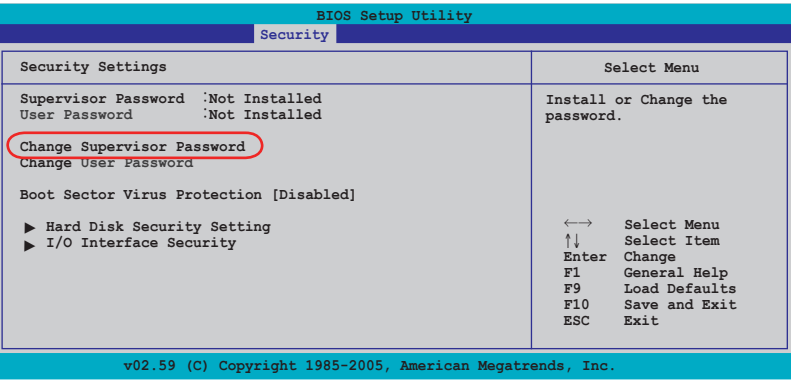 BIOS Setup Utility
Security
Security Settings
Supervisor Password :Not Installed
User Password :Not Installed
Change Supervisor Password
Change User Password
Boot Sector Virus Protection [Disabled]
▶ Hard Disk Security Setting
▶ I/O Interface Security
Select Menu
Install or Change the
password.
←→ Select Menu
↑↓ Select Item
Enter Change
F1 General Help
F9 Load Defaults
F10 Save and Exit
ESC Exit
v02.59 (C) Copyright 1985-2005, American Megatrends, Inc.